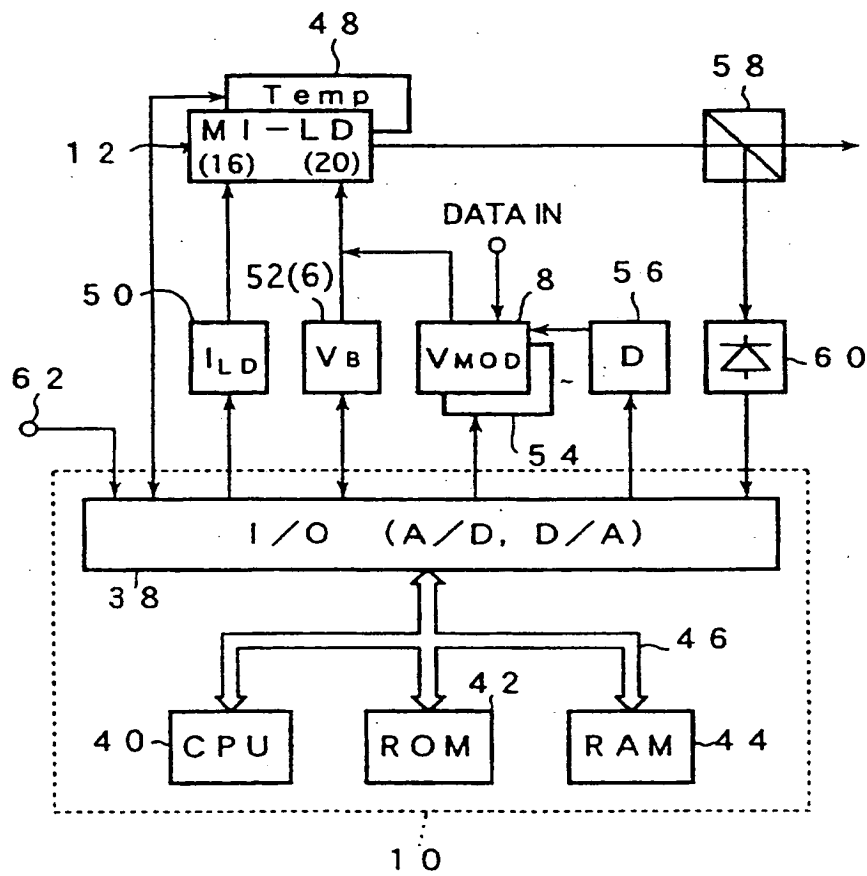 48
58
Temp
MI-LD
12
(16) (20)
DATA IN
52(6)
50
8
56
ILD
VB
VMOD
D
60
62
54
I/O (A/D, D/A)
38
46
42
40
CPU
ROM
RAM
44
10